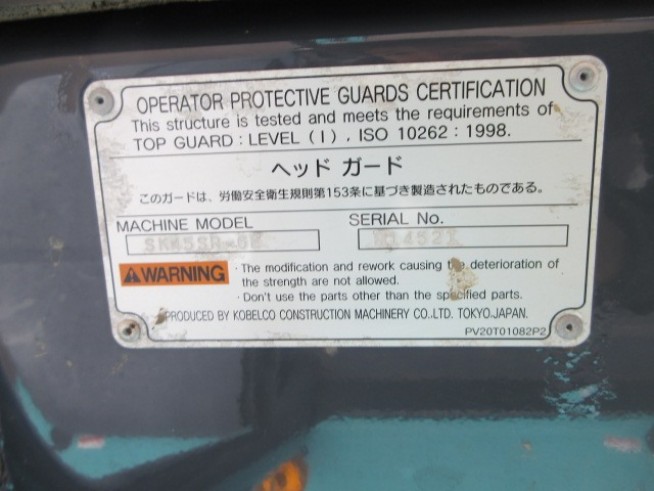 OPERATOR PROTECTIVE GUARDS CERTIFICATION
This structure is tested and meets the requirements of
TOP GUARD : LEVEL (I) , ISO 10262 : 1998.
ヘッド ガード
このガードは、労働安全衛生規則第153条に基づき製造されたものである。
MACHINE MODEL SERIAL No.
WARNING ・The modification and rework causing the deterioration of
the strength are not allowed.
・Don't use the parts other than the specified parts.
PRODUCED BY KOBELCO CONSTRUCTION MACHINERY CO.,LTD. TOKYO.JAPAN.
PV20T01082P2